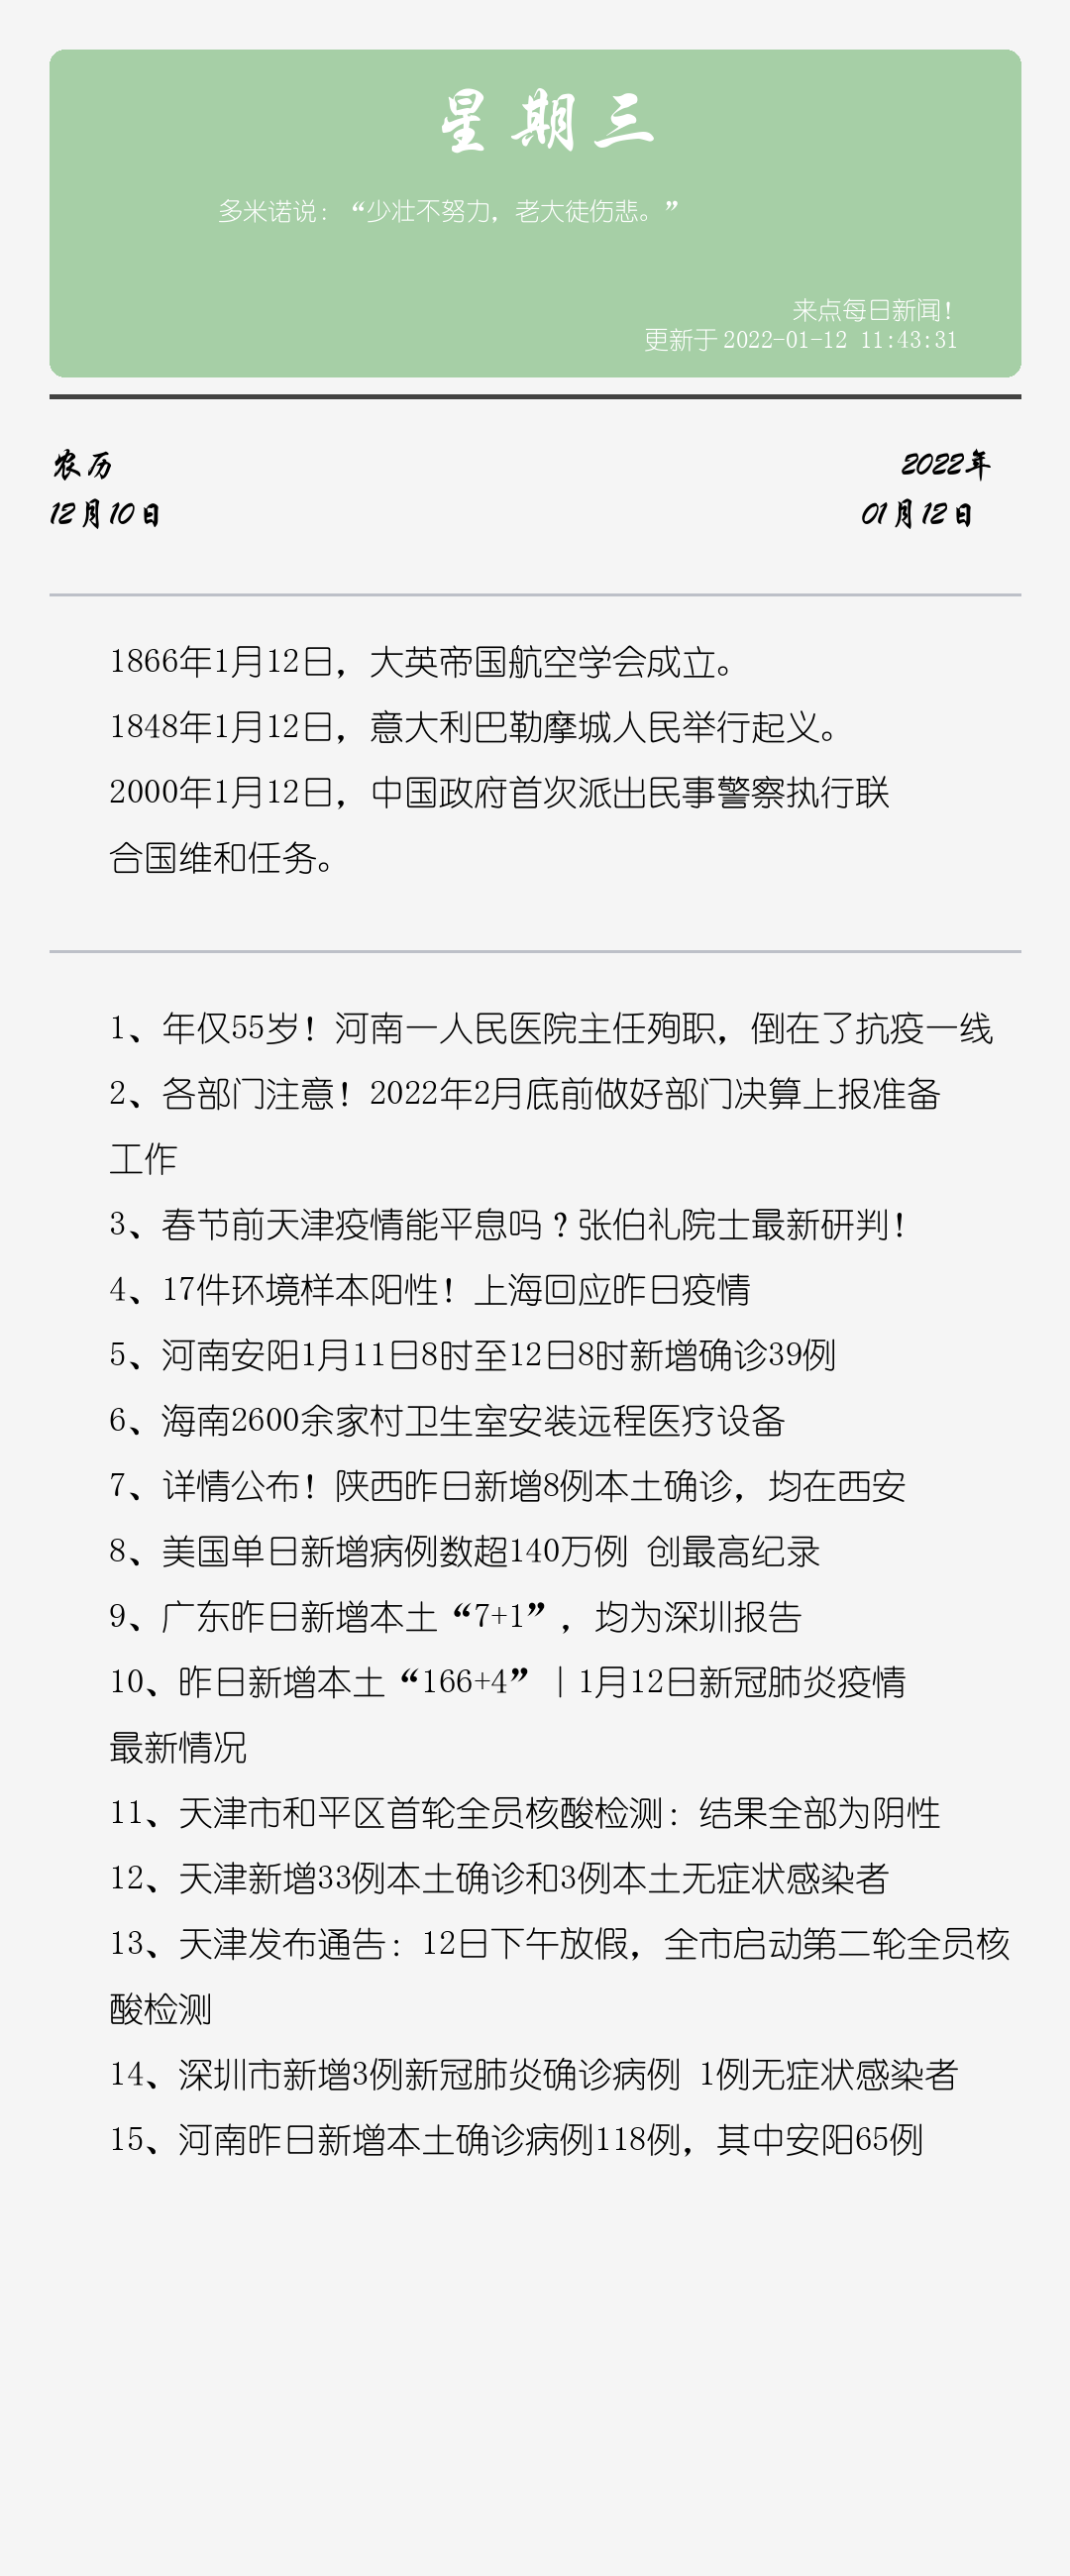 星期三
多米诺说：“少壮不努力，老大徒伤悲。”
来点每日新闻！
更新于2022-01-12 11:43:31
农历
2022年
12月10日
01月12日
1866年1月12日，大英帝国航空学会成立。
1848年1月12日，意大利巴勒摩城人民举行起义。
2000年1月12日，中国政府首次派出民事警察执行联
合国维和任务。
1、年仅55岁！河南一人民医院主任殉职，倒在了抗疫一线
2、各部门注意！2022年2月底前做好部门决算上报准备
工作
3、春节前天津疫情能平息吗？张伯礼院士最新研判！
4、17件环境样本阳性！上海回应昨日疫情
5、河南安阳1月11日8时至12日8时新增确诊39例
6、海南2600余家村卫生室安装远程医疗设备
7、详情公布！陕西昨日新增8例本土确诊，均在西安
8、美国单日新增病例数超140万例 创最高纪录
9、广东昨日新增本土“7+1”，均为深圳报告
10、昨日新增本土“166+4”｜1月12日新冠肺炎疫情
最新情况
11、天津市和平区首轮全员核酸检测：结果全部为阴性
12、天津新增33例本土确诊和3例本土无症状感染者
13、天津发布通告：12日下午放假，全市启动第二轮全员核
酸检测
14、深圳市新增3例新冠肺炎确诊病例 1例无症状感染者
15、河南昨日新增本土确诊病例118例，其中安阳65例